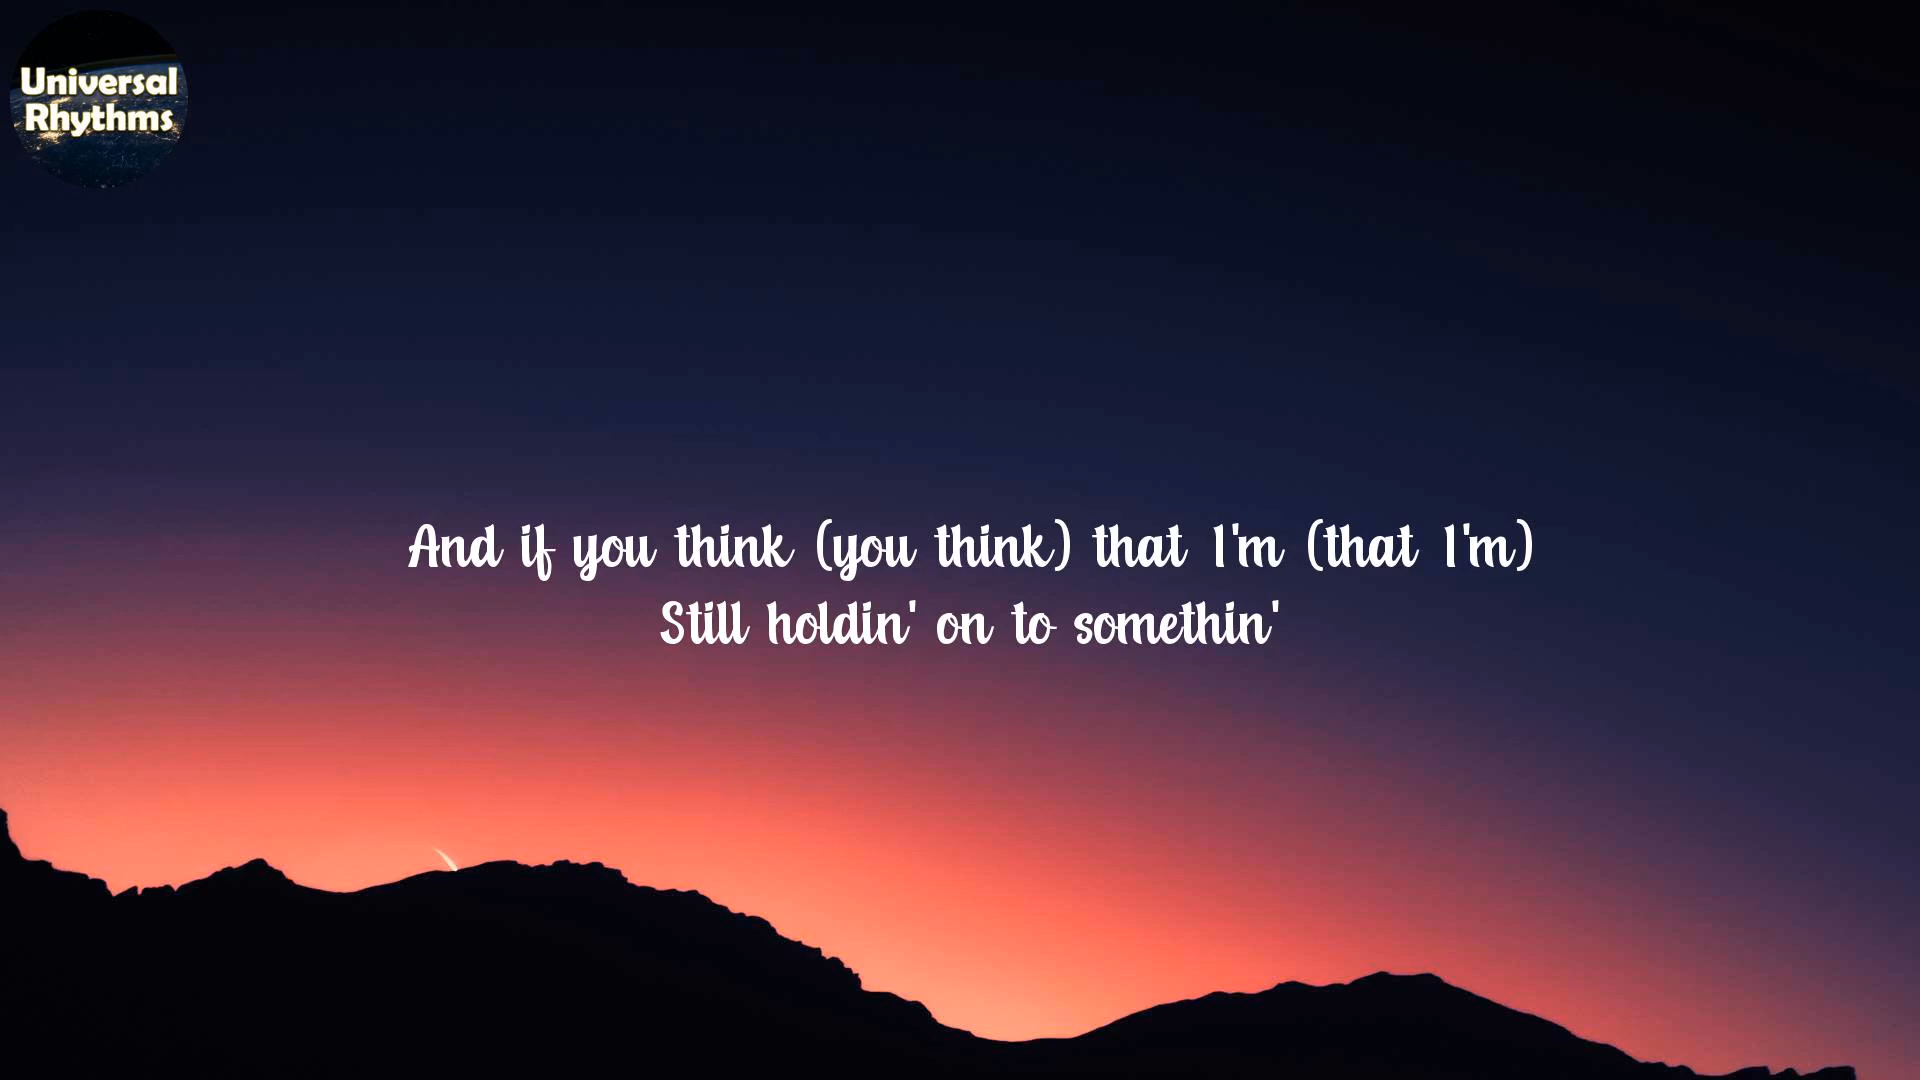 Universal
Rhythms
And if you think (you think) that I'm (that I'm)
Still holdin' on to somethin'